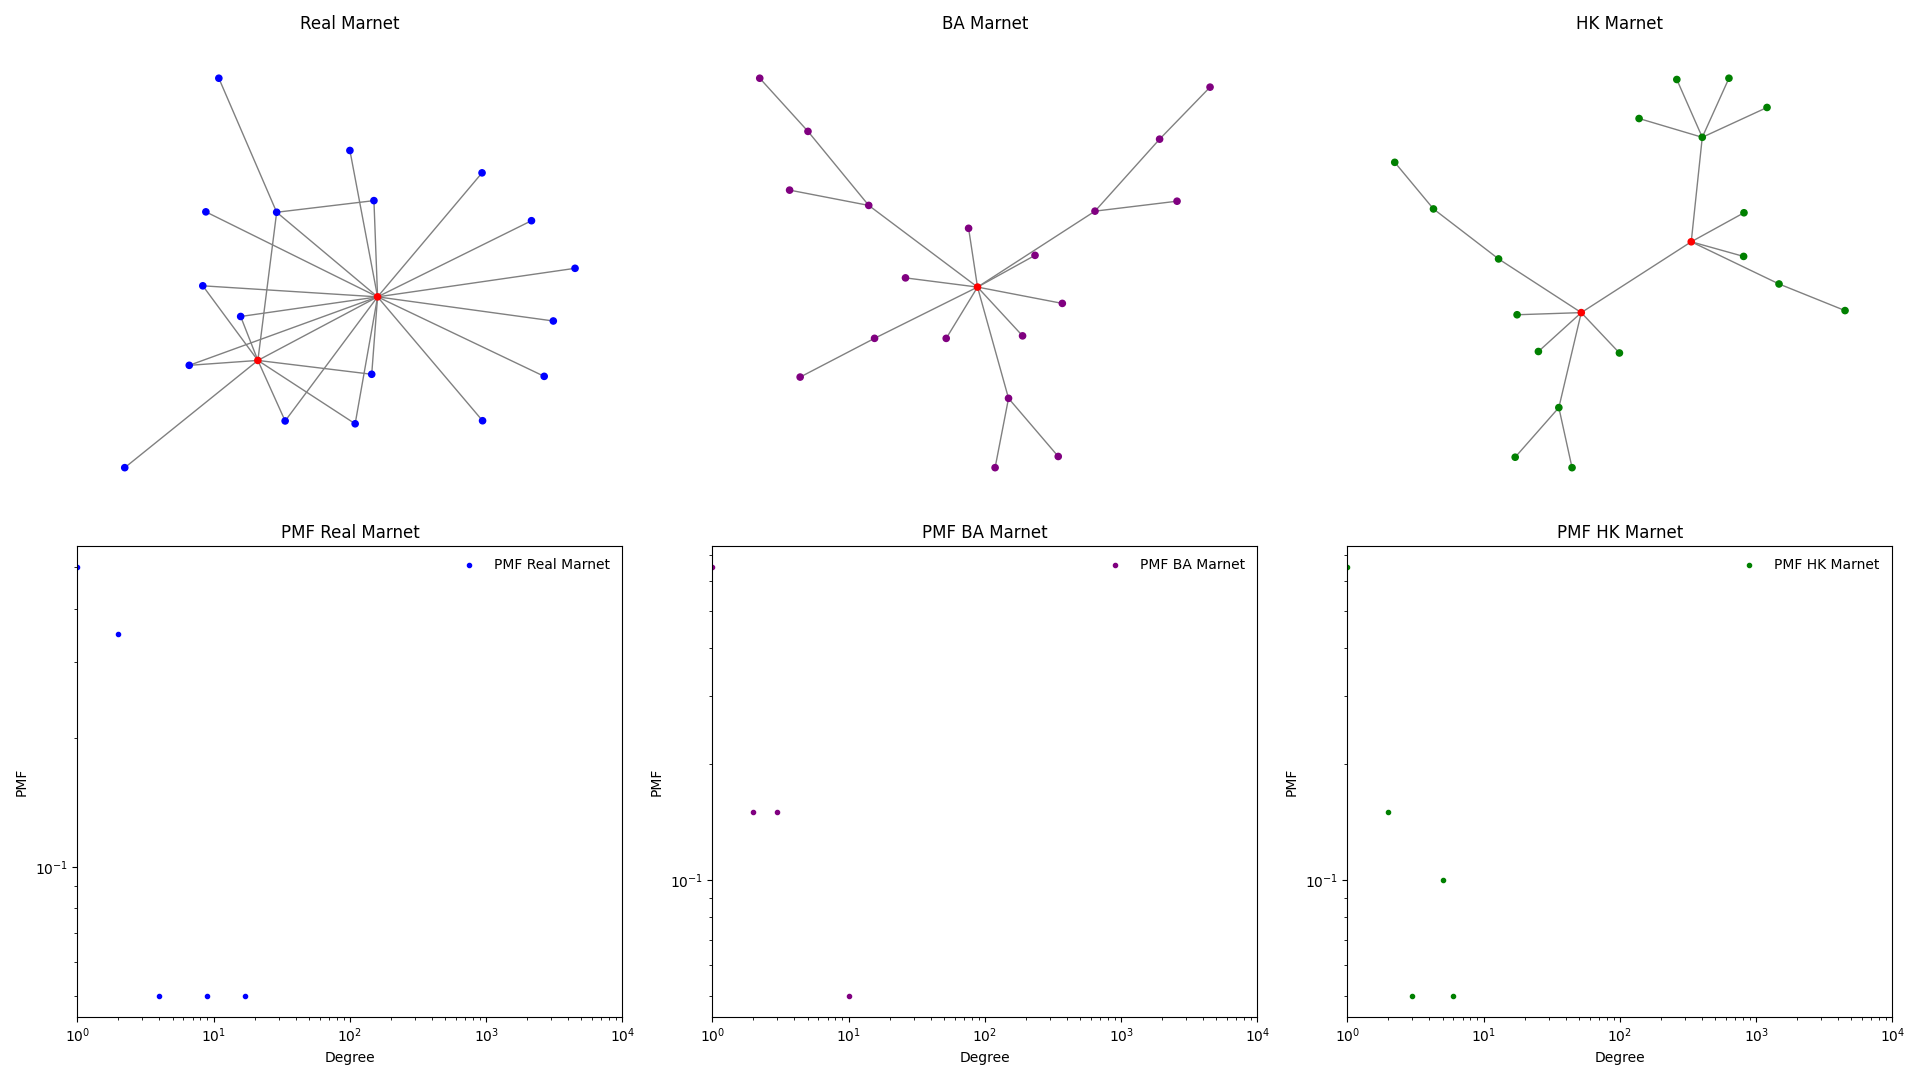 Real Marnet
BA Marnet
HK Marnet
PMF Real Marnet
PMF
10⁻¹
10⁰ 10¹ 10² 10³ 10⁴
Degree
PMF Real Marnet
PMF BA Marnet
PMF
10⁻¹
10⁰ 10¹ 10² 10³ 10⁴
Degree
PMF BA Marnet
PMF HK Marnet
PMF
10⁻¹
10⁰ 10¹ 10² 10³ 10⁴
Degree
PMF HK Marnet